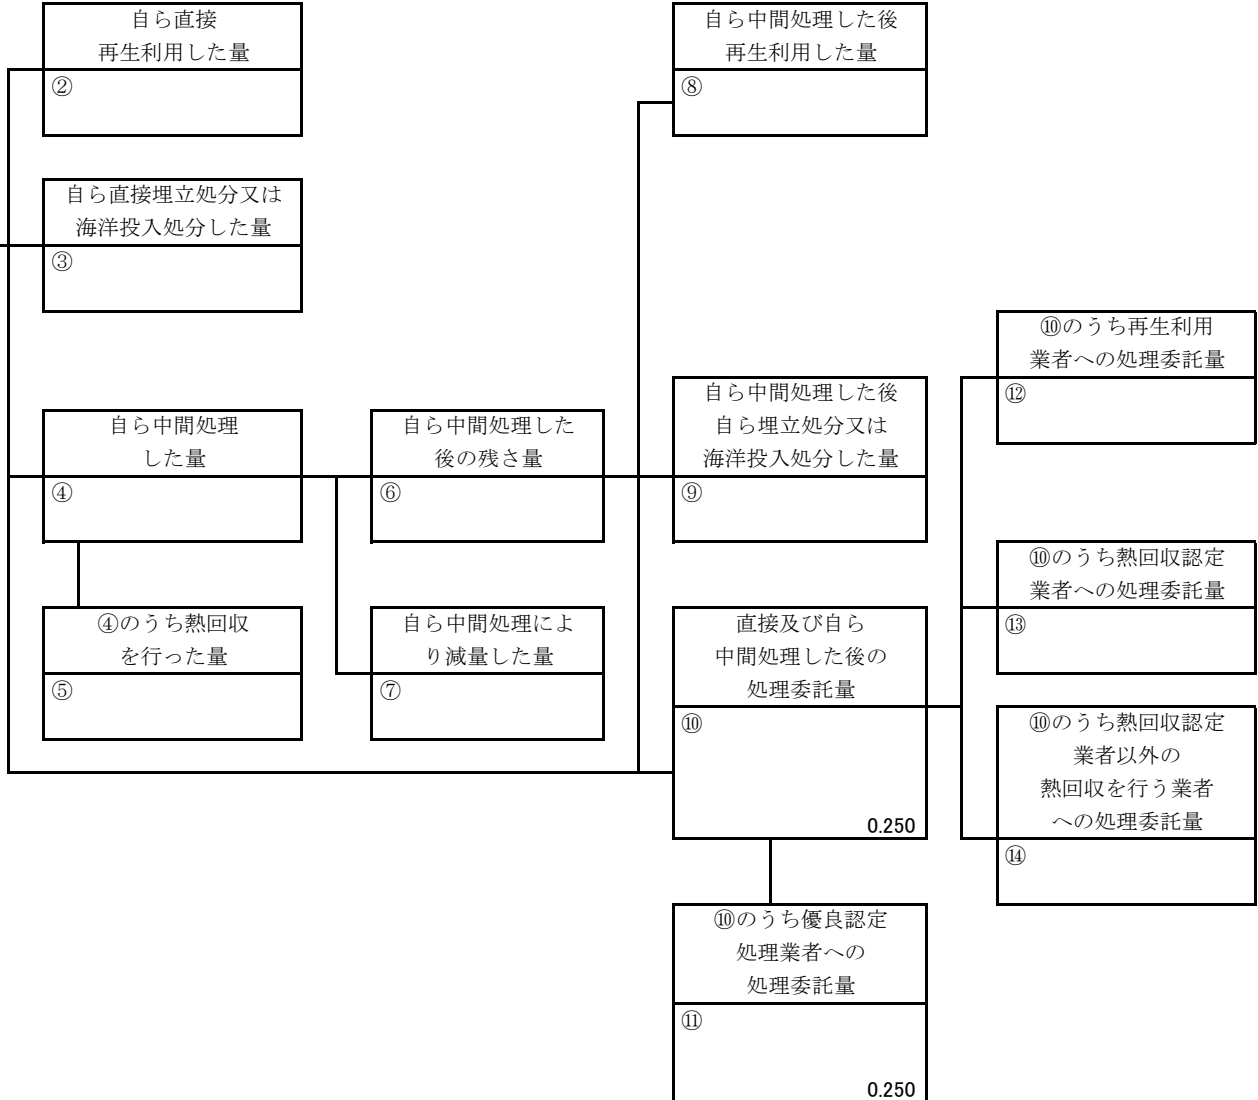 自ら直接
再生利用した量
②
自ら中間処理した後
再生利用した量
⑧
自ら直接埋立処分又は
海洋投入処分した量
③
⑩のうち再生利用
業者への処理委託量
⑫
自ら中間処理
した量
④
自ら中間処理した
後の残さ量
⑥
自ら中間処理した後
自ら埋立処分又は
海洋投入処分した量
⑨
⑩のうち熱回収認定
業者への処理委託量
⑬
④のうち熱回収
を行った量
⑤
自ら中間処理によ
り減量した量
⑦
直接及び自ら
中間処理した後の
処理委託量
⑩
0.250
⑩のうち熱回収認定
業者以外の
熱回収を行う業者
への処理委託量
⑭
⑩のうち優良認定
処理業者への
処理委託量
⑪
0.250